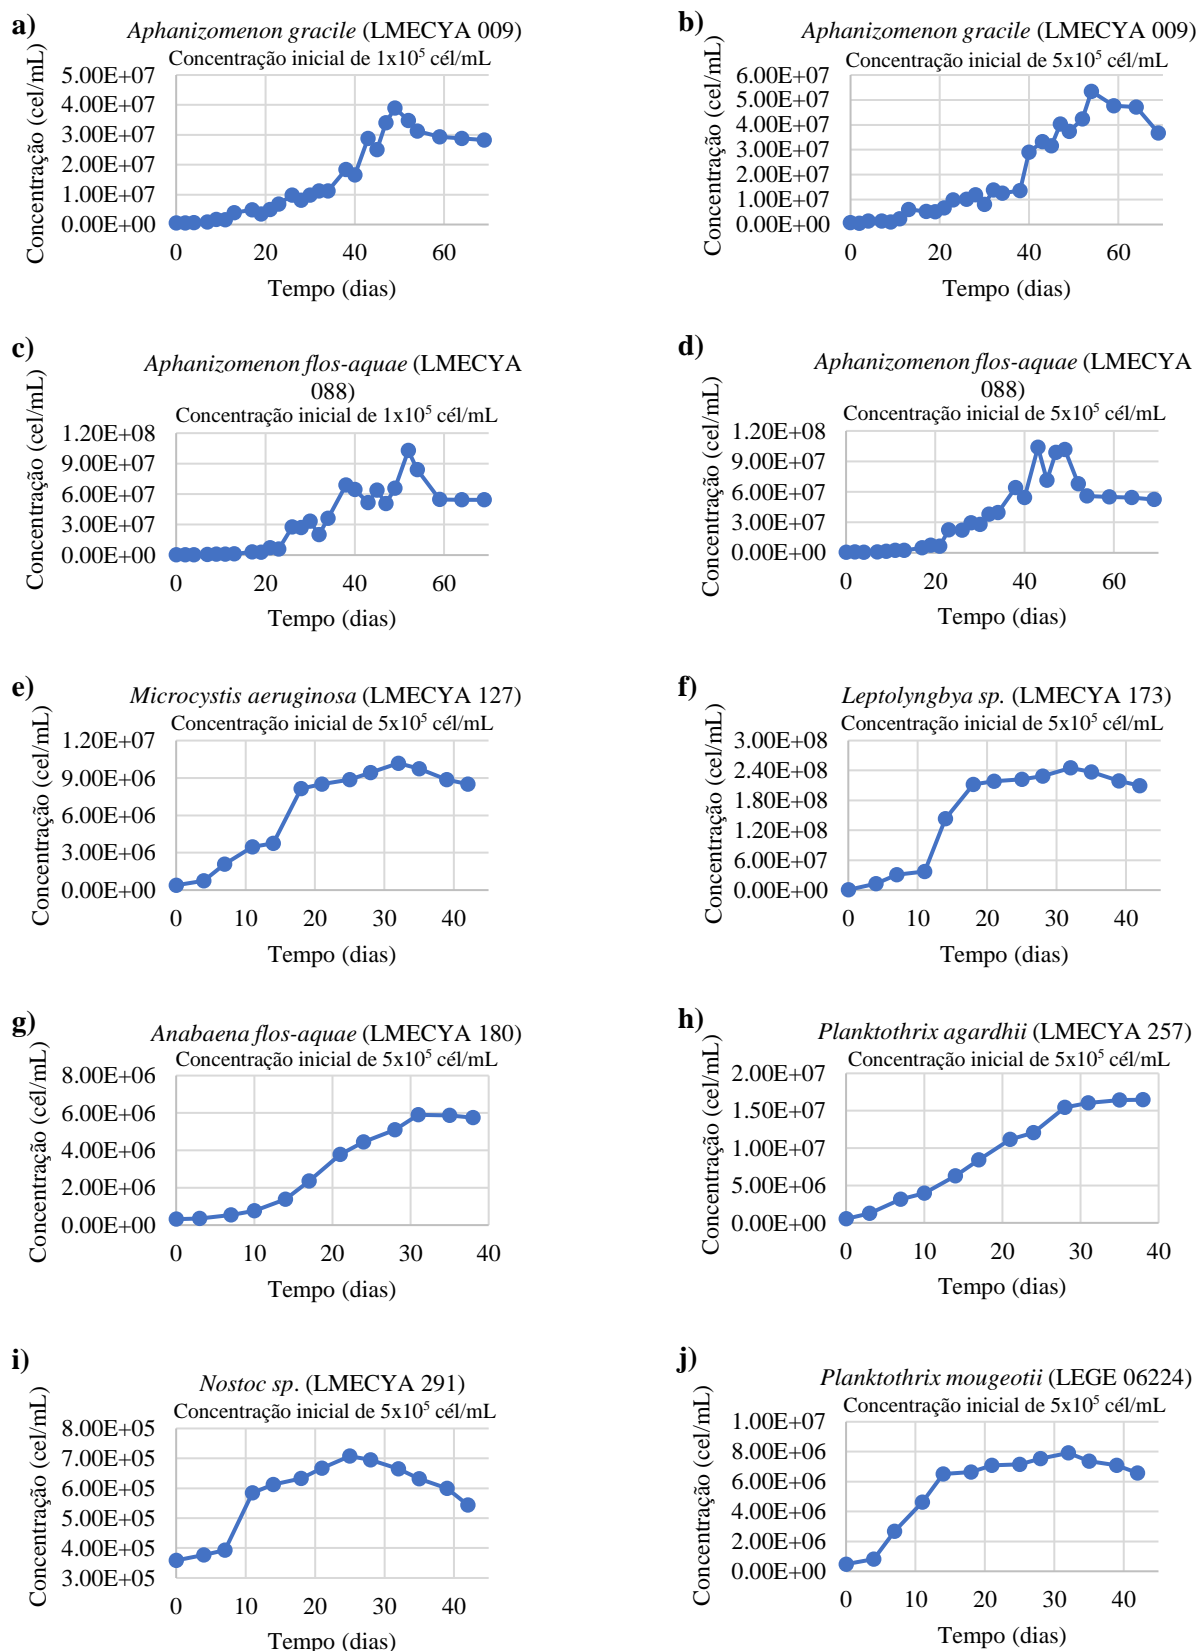 a)
Aphanizomenon gracile (LMECYA 009)
Concentração inicial de 1x10⁵ cél/mL
Concentração (cel/mL)
5.00E+07
4.00E+07
3.00E+07
2.00E+07
1.00E+07
0.00E+00
0 20 40 60
Tempo (dias)
b)
Aphanizomenon gracile (LMECYA 009)
Concentração inicial de 5x10⁵ cél/mL
Concentração (cel/mL)
6.00E+07
5.00E+07
4.00E+07
3.00E+07
2.00E+07
1.00E+07
0.00E+00
0 20 40 60
Tempo (dias)
c)
Aphanizomenon flos-aquae (LMECYA
088)
Concentração inicial de 1x10⁵ cél/mL
Concentração (cel/mL)
1.20E+08
9.00E+07
6.00E+07
3.00E+07
0.00E+00
0 20 40 60
Tempo (dias)
d)
Aphanizomenon flos-aquae (LMECYA
088)
Concentração inicial de 5x10⁵ cél/mL
Concentração (cel/mL)
1.20E+08
9.00E+07
6.00E+07
3.00E+07
0.00E+00
0 20 40 60
Tempo (dias)
e)
Microcystis aeruginosa (LMECYA 127)
Concentração inicial de 5x10⁵ cél/mL
Concentração (cel/mL)
1.20E+07
9.00E+06
6.00E+06
3.00E+06
0.00E+00
0 10 20 30 40
Tempo (dias)
f)
Leptolyngbya sp. (LMECYA 173)
Concentração inicial de 5x10⁵ cél/mL
Concentração (cel/mL)
3.00E+08
2.40E+08
1.80E+08
1.20E+08
6.00E+07
0.00E+00
0 10 20 30 40
Tempo (dias)
g)
Anabaena flos-aquae (LMECYA 180)
Concentração inicial de 5x10⁵ cél/mL
Concentração (cél/mL)
8.00E+06
6.00E+06
4.00E+06
2.00E+06
0.00E+00
0 10 20 30 40
Tempo (dias)
h)
Planktothrix agardhii (LMECYA 257)
Concentração inicial de 5x10⁵ cél/mL
Concentração (cel/mL)
2.00E+07
1.50E+07
1.00E+07
5.00E+06
0.00E+00
0 10 20 30 40
Tempo (dias)
i)
Nostoc sp. (LMECYA 291)
Concentração inicial de 5x10⁵ cél/mL
Concentração (cel/mL)
8.00E+05
7.00E+05
6.00E+05
5.00E+05
4.00E+05
3.00E+05
0 10 20 30 40
Tempo (dias)
j)
Planktothrix mougeotii (LEGE 06224)
Concentração inicial de 5x10⁵ cél/mL
Concentração (cel/mL)
1.00E+07
8.00E+06
6.00E+06
4.00E+06
2.00E+06
0.00E+00
0 10 20 30 40
Tempo (dias)